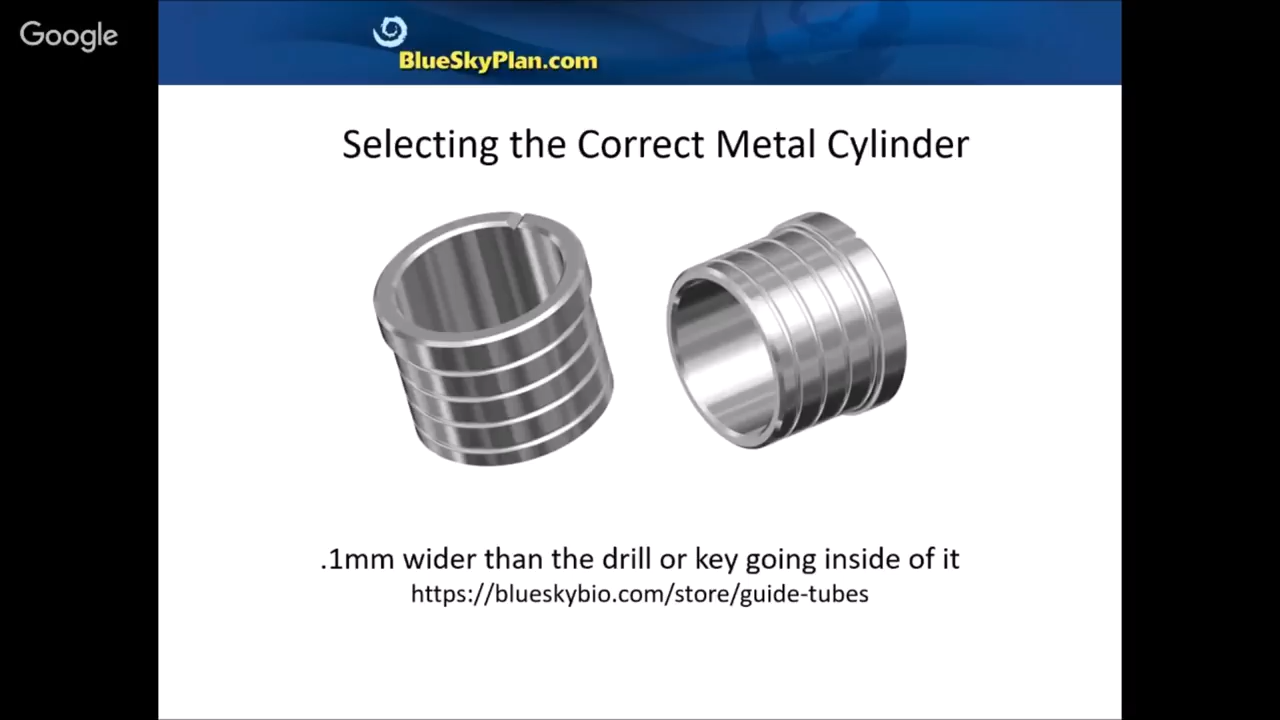 Google
BlueSkyPlan.com
Selecting the Correct Metal Cylinder
.1mm wider than the drill or key going inside of it
https://blueskybio.com/store/guide-tubes